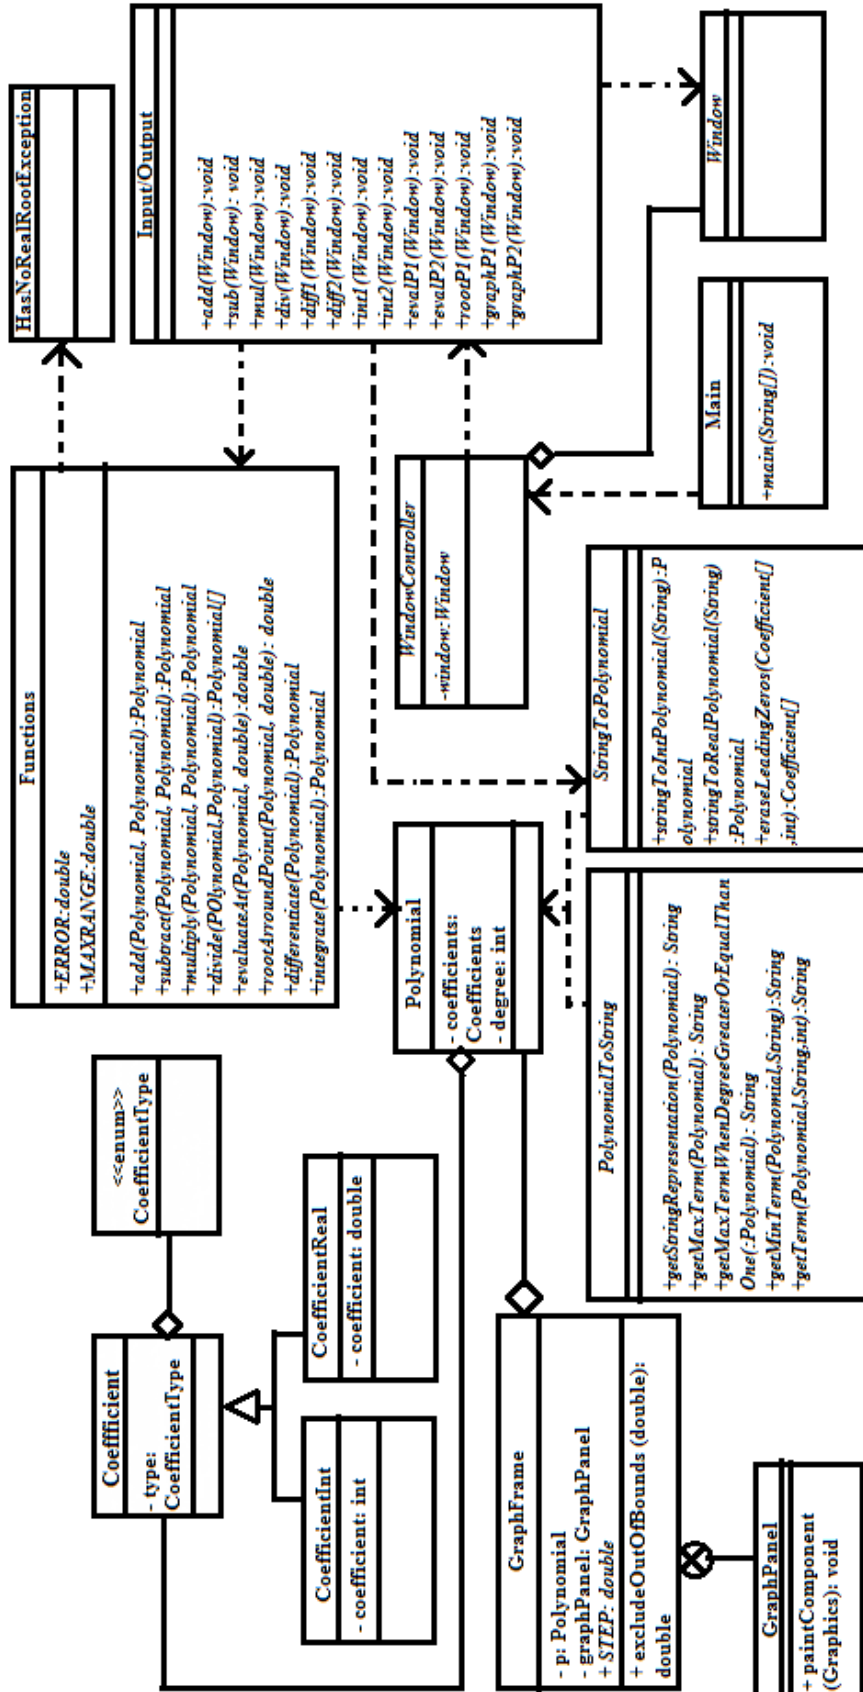 Coeffficient
- type:
CoefficientType
<<enum>>
CoefficientType
CoefficientInt
- coefficient: int
CoefficientReal
- coefficient: double
GraphFrame
- p: Polynomial
- graphPanel: GraphPanel
+ STEP: double
+ excludeOutOfBounds (double):
double
GraphPanel
+ paintComponent
(Graphics): void
Functions
+ERROR:double
+MAXRANGE:double
+add(Polynomial, Polynomial):Polynomial
+subract(Polynomial, Polynomial):Polynomial
+multiply(Polynomial, Polynomial):Polynomial
+divide(POlynomial,Polynomial):Polynomial[]
+evaluateAt(Polynomial, double):double
+rootArroundPoint(Polynomial, double): double
+differentiate(Polynomial):Polynomial
+integrate(Polynomial):Polynomial
Polynomial
- coefficients:
Coefficients
- degree: int
PolynomialToString
+getStringRepresentation(Polynomial): String
+getMaxTerm(Polynomial): String
+getMaxTermWhenDegreeGreaterOrEqualThan
One(:Polynomial): String
+getMinTerm(Polynomial,String):String
+getTerm(Polynomial,String,int):String
StringToPolynomial
+stringToIntPolynomial(String):P
olynomial
+stringToRealPolynomial(String)
:Polynomial
+eraseLeadingZeros(Coefficient[]
,int):Coefficient[]
HasNoRealRootException
Input/Output
+add(Window):void
+sub(Window): void
+mul(Window):void
+div(Window):void
+diff1(Window):void
+diff2(Window):void
+int1(Window):void
+int2(Window):void
+evalP1(Window):void
+evalP2(Window):void
+rootP1(Window):void
+graphP1(Window):void
+graphP2(Window):void
WindowController
-window:Window
Main
+main(String[]):void
Window